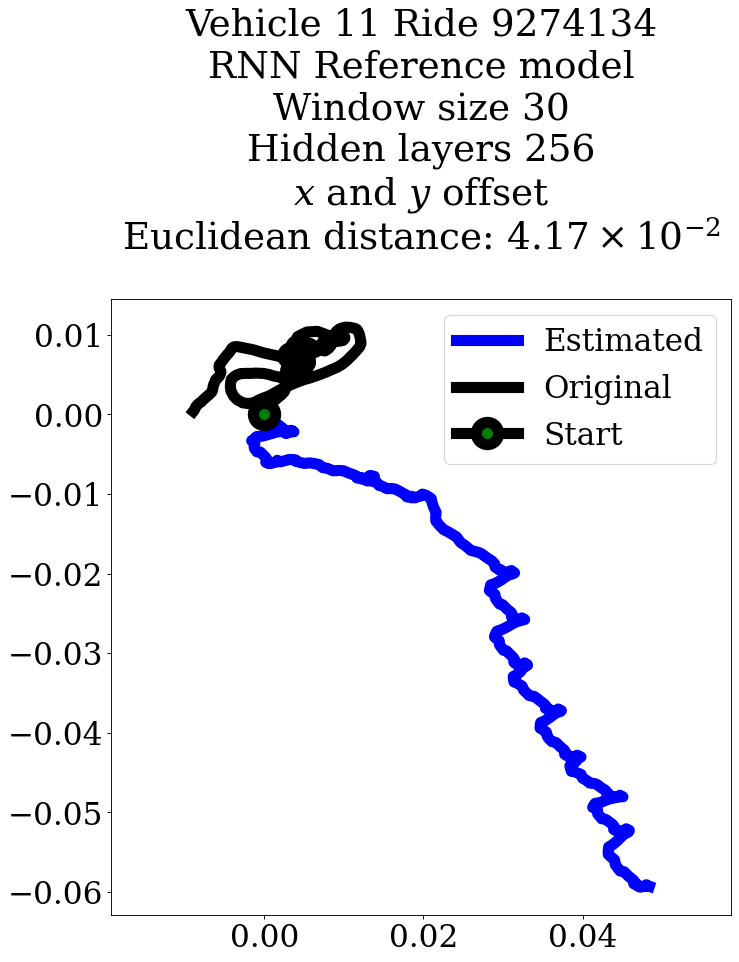 Vehicle 11 Ride 9274134
RNN Reference model
Window size 30
Hidden layers 256
x and y offset
Euclidean distance: 4.17 × 10⁻²
Estimated
Original
Start
0.01
0.00
−0.01
−0.02
−0.03
−0.04
−0.05
−0.06
0.00 0.02 0.04